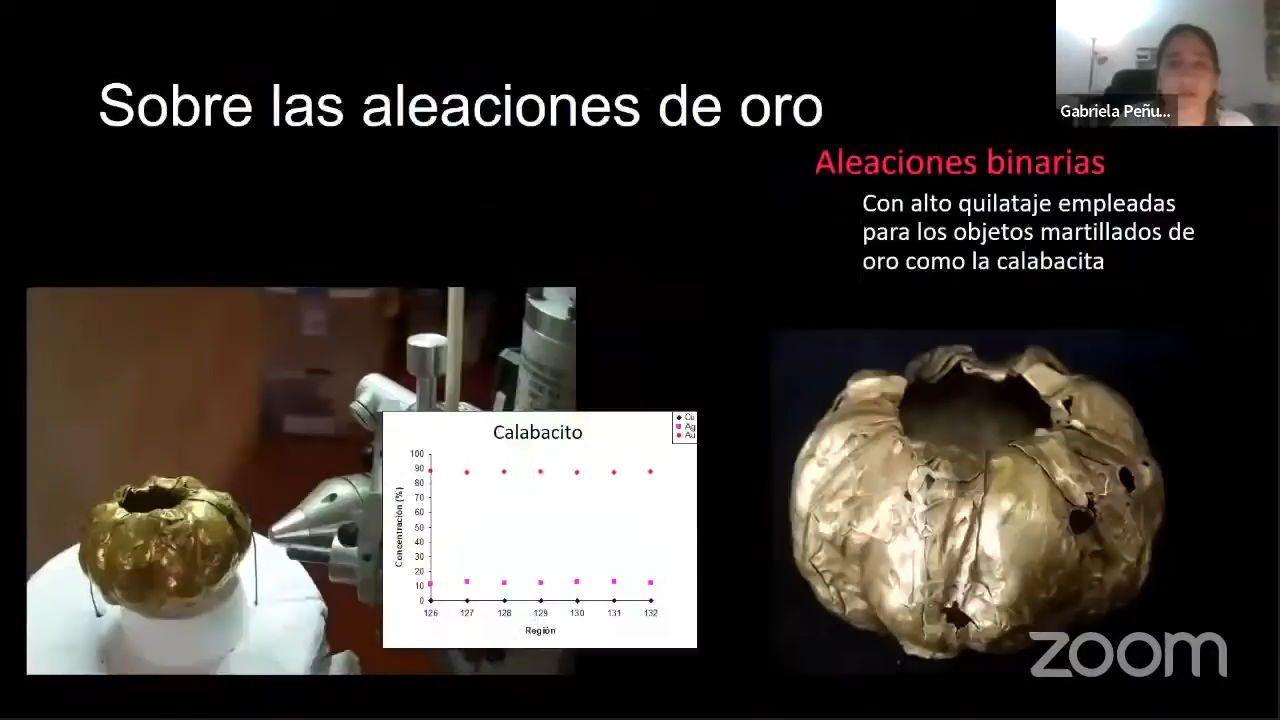 Sobre las aleaciones de oro
Gabriela Peñu...
Aleaciones binarias
Con alto quilataje empleadas
para los objetos martillados de
oro como la calabacita
Calabacito
Cu
Ag
Au
Concentración (%)
100
90
80
70
60
50
40
30
20
10
0
126 127 128 129 130 131 132
Región
zoom